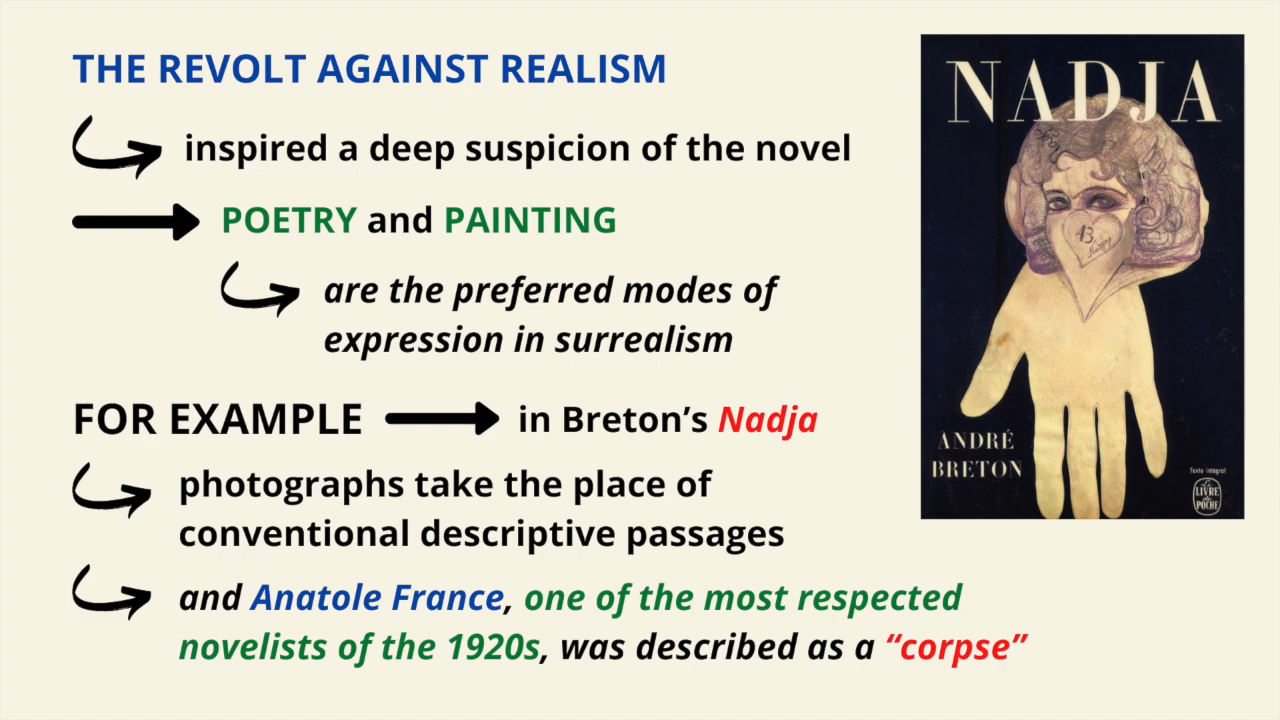 THE REVOLT AGAINST REALISM
inspired a deep suspicion of the novel
POETRY and PAINTING
are the preferred modes of
expression in surrealism
FOR EXAMPLE in Breton’s Nadja
photographs take the place of
conventional descriptive passages
and Anatole France, one of the most respected
novelists of the 1920s, was described as a “corpse”
NADJA
13
ANDRÉ
BRETON
Texte intégral
Le
LIVRE
de
POCHE